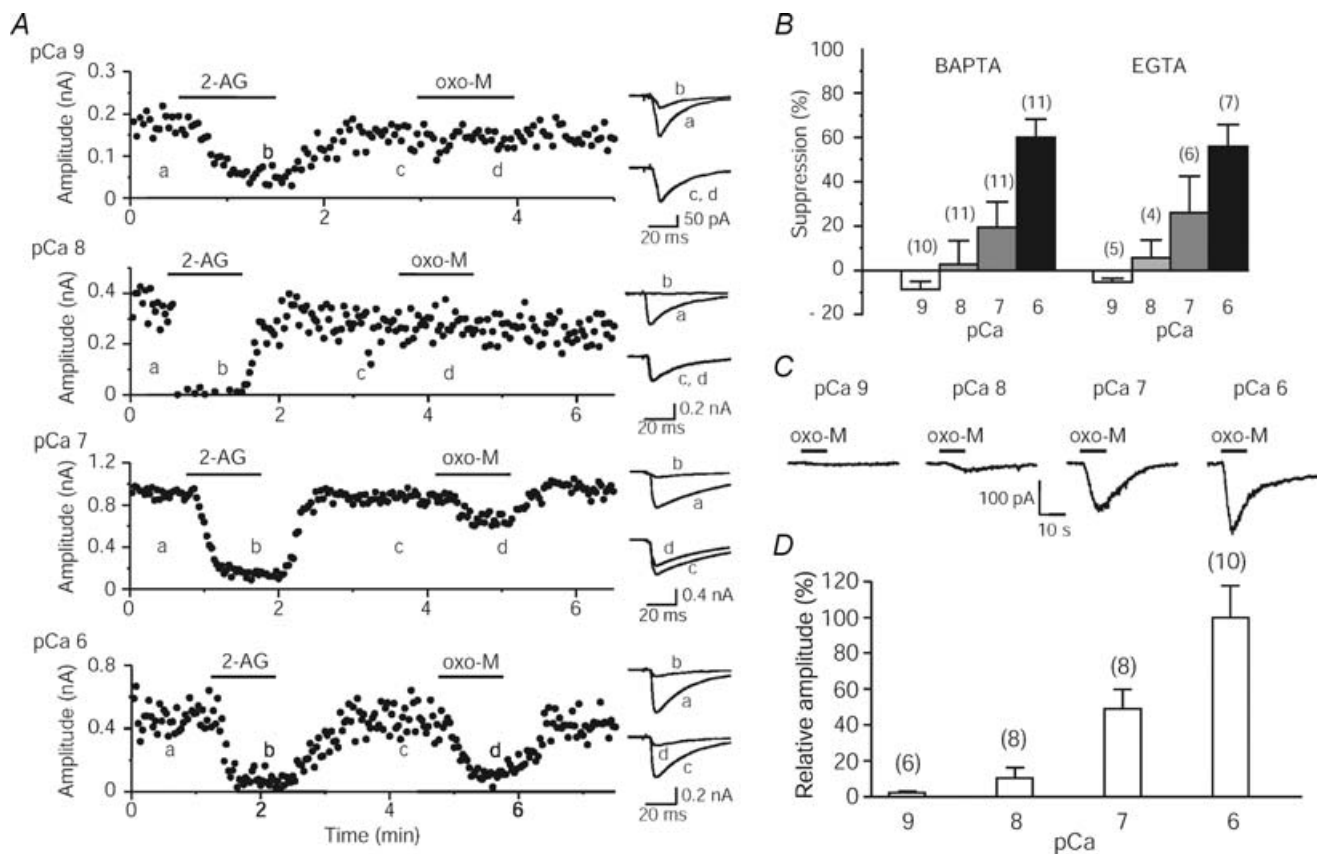 A
pCa 9
Amplitude (nA)
0.3
0.2
0.1
0
2-AG
oxo-M
a
b
c
d
0
2
4
b
a
c, d
50 pA
20 ms
pCa 8
Amplitude (nA)
0.4
0.2
0
2-AG
oxo-M
a
b
c
d
0
2
4
6
b
a
c, d
0.2 nA
20 ms
pCa 7
Amplitude (nA)
1.2
0.8
0.4
0
2-AG
oxo-M
a
b
c
d
0
2
4
6
b
a
d
c
0.4 nA
20 ms
pCa 6
Amplitude (nA)
0.8
0.4
0
2-AG
oxo-M
a
b
c
d
0
2
4
6
Time (min)
b
a
d
c
0.2 nA
20 ms
B
Suppression (%)
100
80
60
40
20
0
- 20
BAPTA
EGTA
(10)
(11)
(11)
(11)
(5)
(4)
(6)
(7)
9 8 7 6
9 8 7 6
pCa
pCa
C
pCa 9
pCa 8
pCa 7
pCa 6
oxo-M
oxo-M
oxo-M
oxo-M
100 pA
10 s
D
Relative amplitude (%)
120
100
80
60
40
20
0
(6)
(8)
(8)
(10)
9
8
7
6
pCa